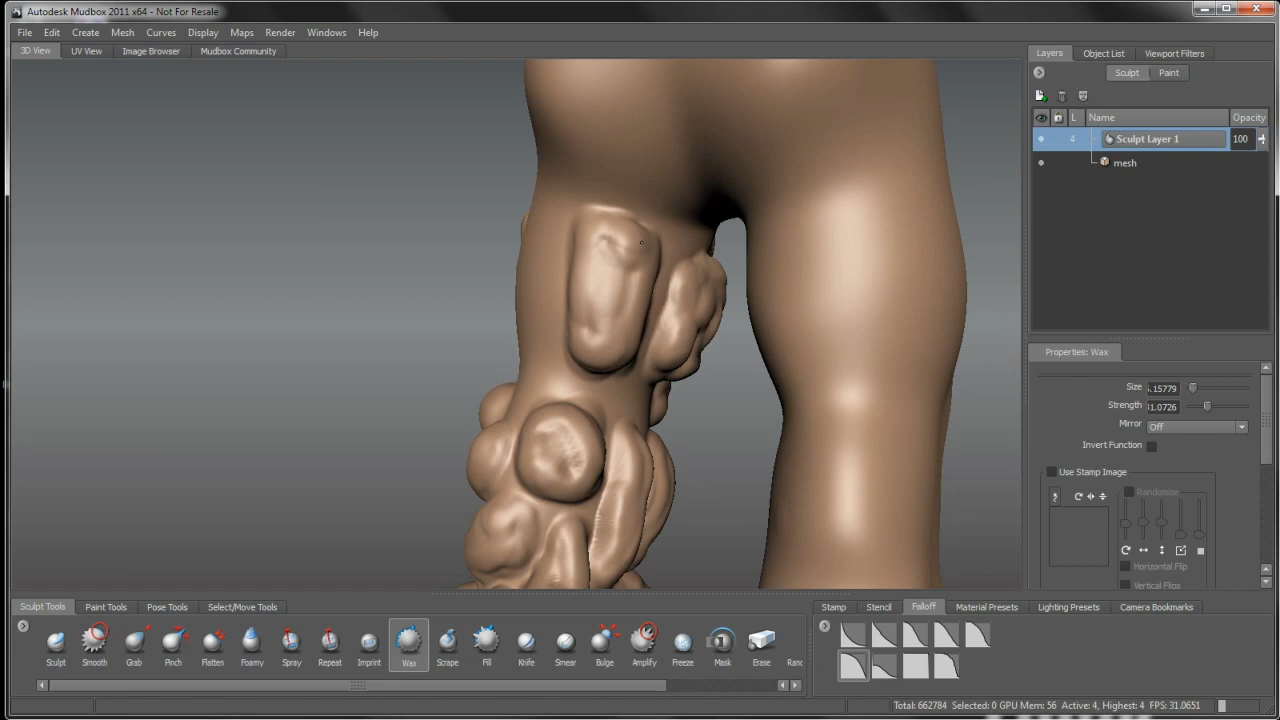 Autodesk Mudbox 2011 x64 - Not For Resale
File Edit Create Mesh Curves Display Maps Render Windows Help
3D View UV View Image Browser Mudbox Community
Layers Object List Viewport Filters
Sculpt Paint
L Name Opacity
4 Sculpt Layer 1 100
mesh
Properties: Wax
Size .15779
Strength 31.0726
Mirror Off
Invert Function
Use Stamp Image
Randomize
Horizontal Flip
Vertical Flips
Sculpt Tools Paint Tools Pose Tools Select/Move Tools
Stamp Stencil Falloff Material Presets Lighting Presets Camera Bookmarks
Sculpt Smooth Grab Pinch Flatten Foamy Spray Repeat Imprint Wax Scrape Fill Knife Smear Bulge Amplify Freeze Mask Erase Ranc
Total: 662784 Selected: 0 GPU Mem: 56 Active: 4, Highest: 4 FPS: 31.0651